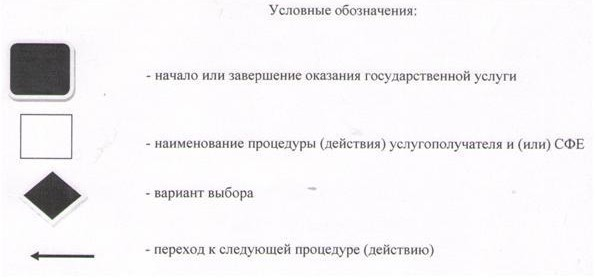 Условные обозначения:
- начало или завершение оказания государственной услуги
- наименование процедуры (действия) услугополучателя и (или) СФЕ
- вариант выбора
- переход к следующей процедуре (действию)